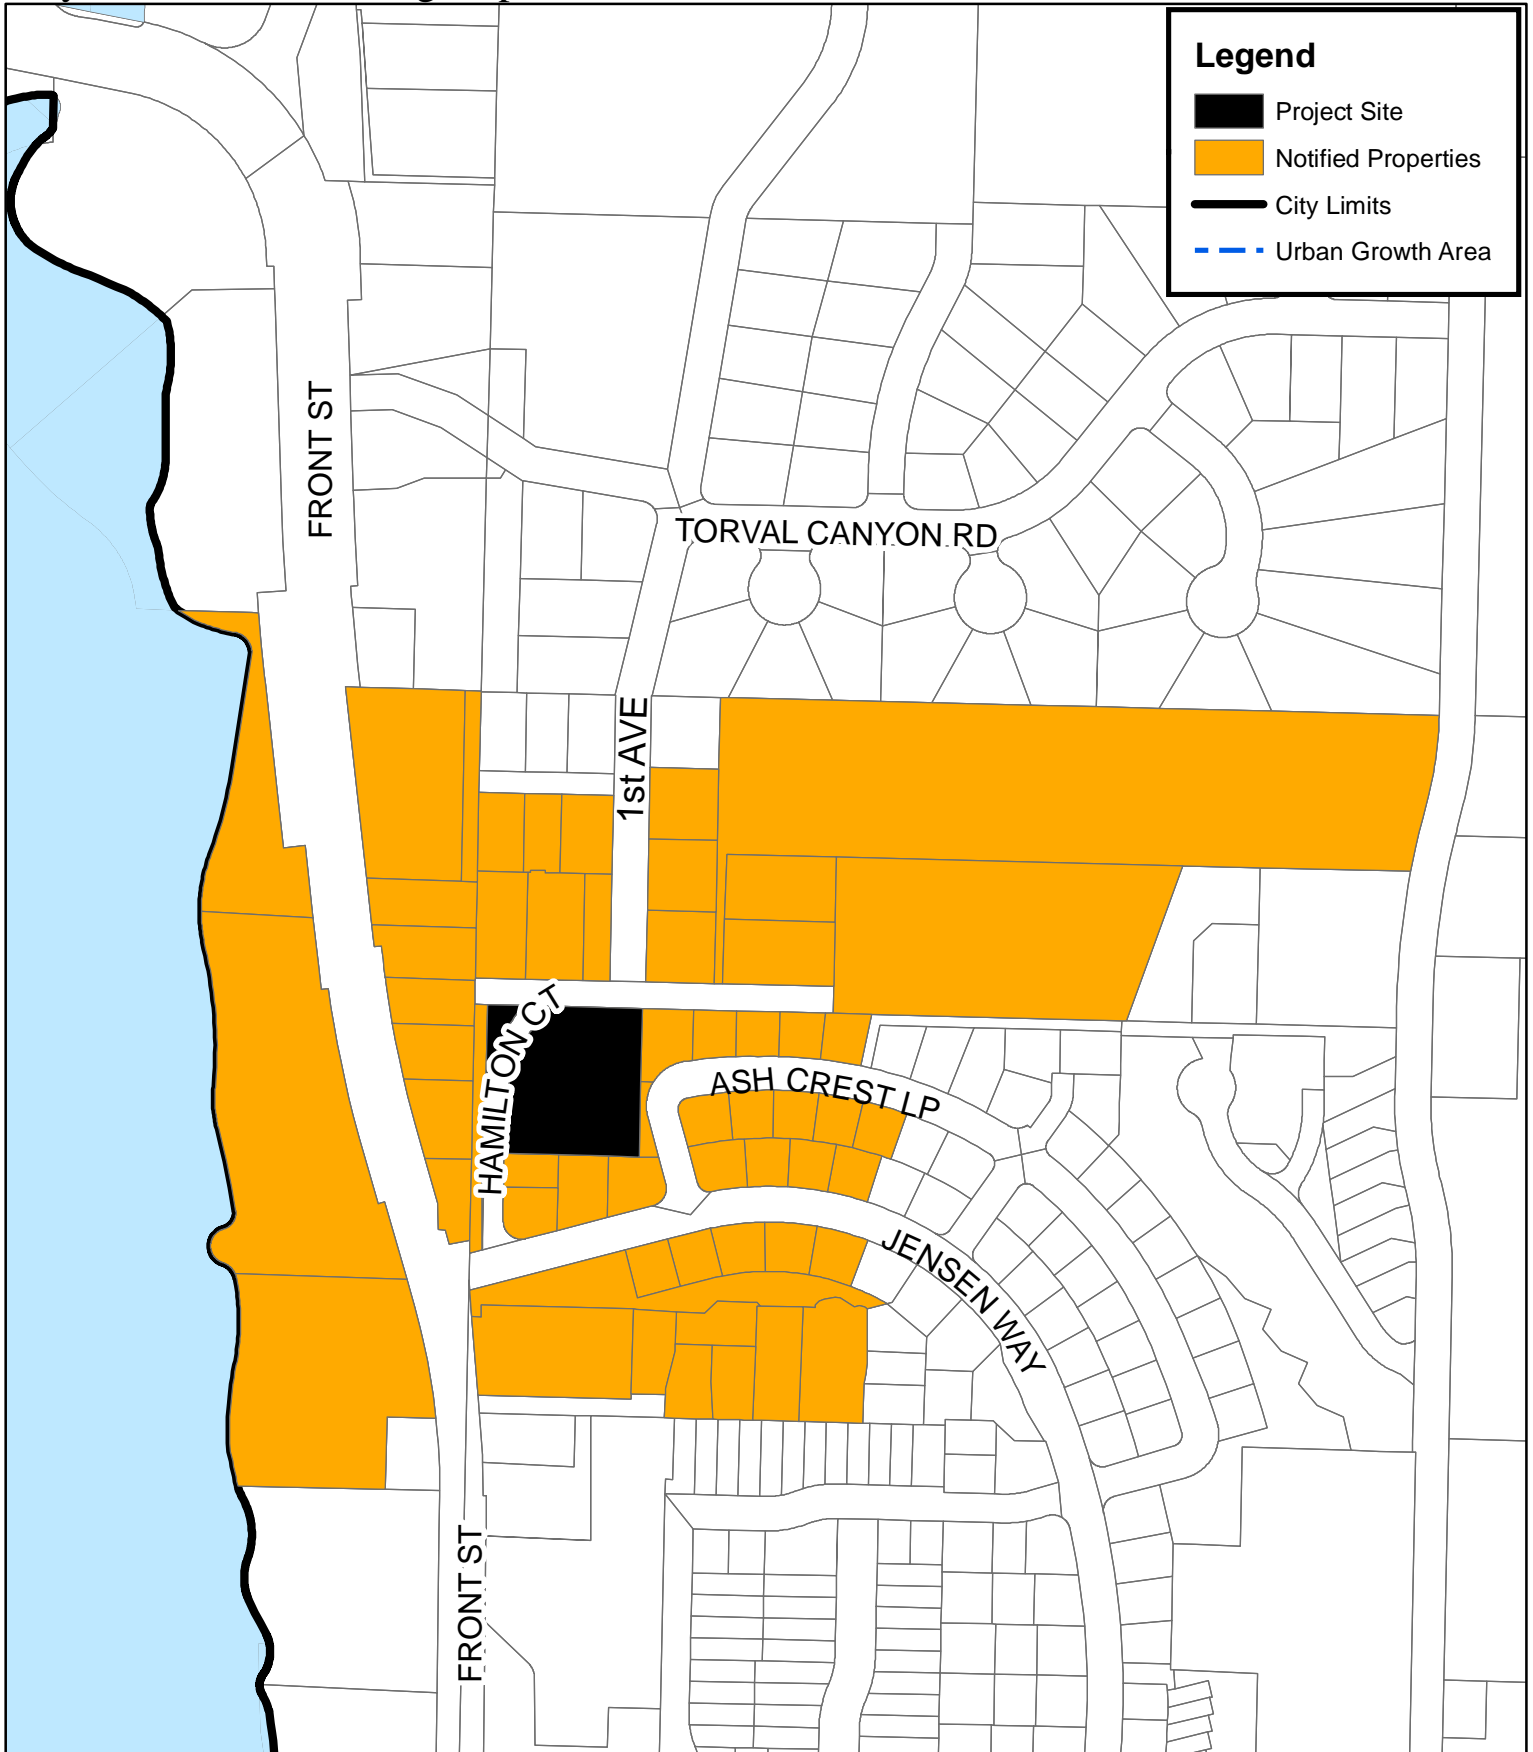 Legend
Project Site
Notified Properties
City Limits
Urban Growth Area
FRONT ST
TORVAL CANYON RD
1st AVE
HAMILTON CT
ASH CREST LP
JENSEN WAY
FRONT ST